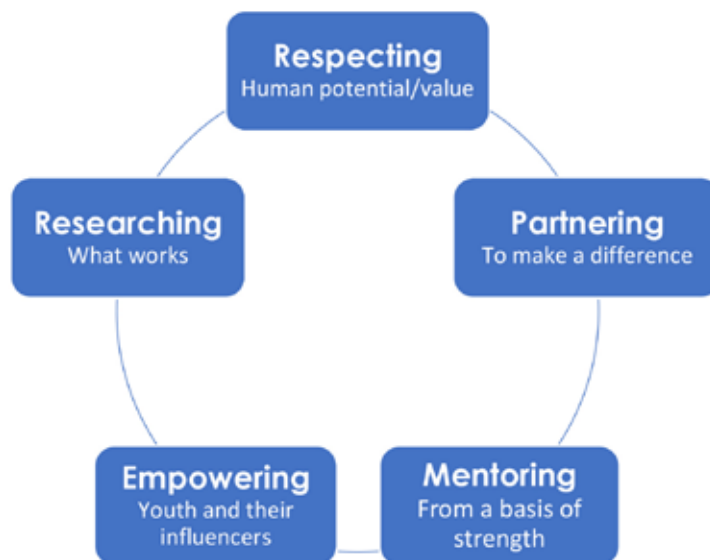 Respecting
Human potential/value
Partnering
To make a difference
Mentoring
From a basis of
strength
Empowering
Youth and their
influencers
Researching
What works